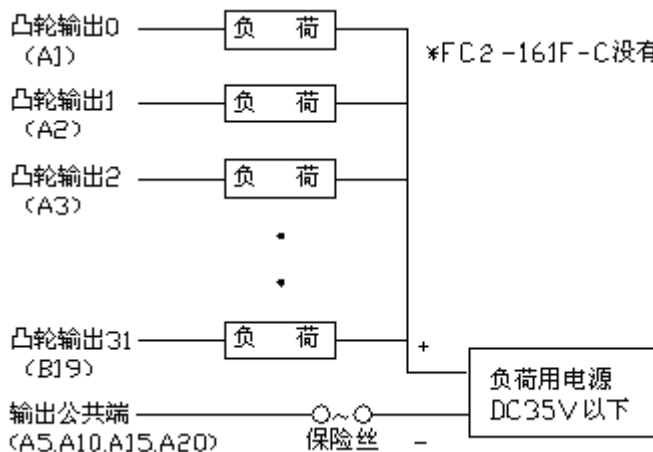 凸轮输出0 负 荷
(A1)
*FC2-161F-C没有
凸轮输出1 负 荷
(A2)
凸轮输出2 负 荷
(A3)
凸轮输出31 负 荷 +
(B19)
负荷用电源
DC35V以下
输出公共端
(A5,A10,A15,A20) 保险丝 -